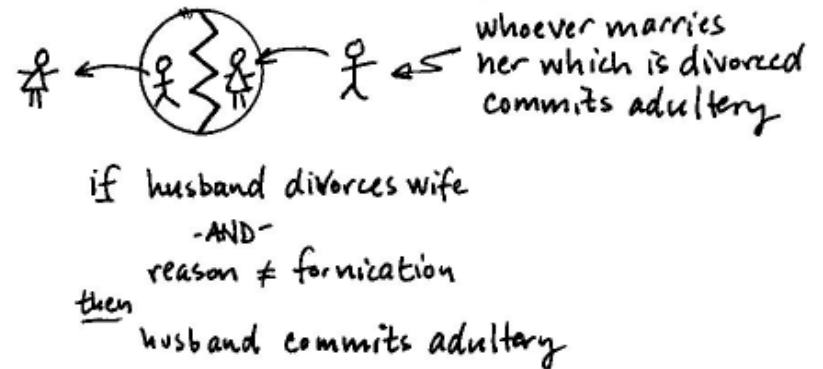 whoever marries
her which is divorced
commits adultery
if husband divorces wife
-AND-
reason ≠ fornication
then
husband commits adultery